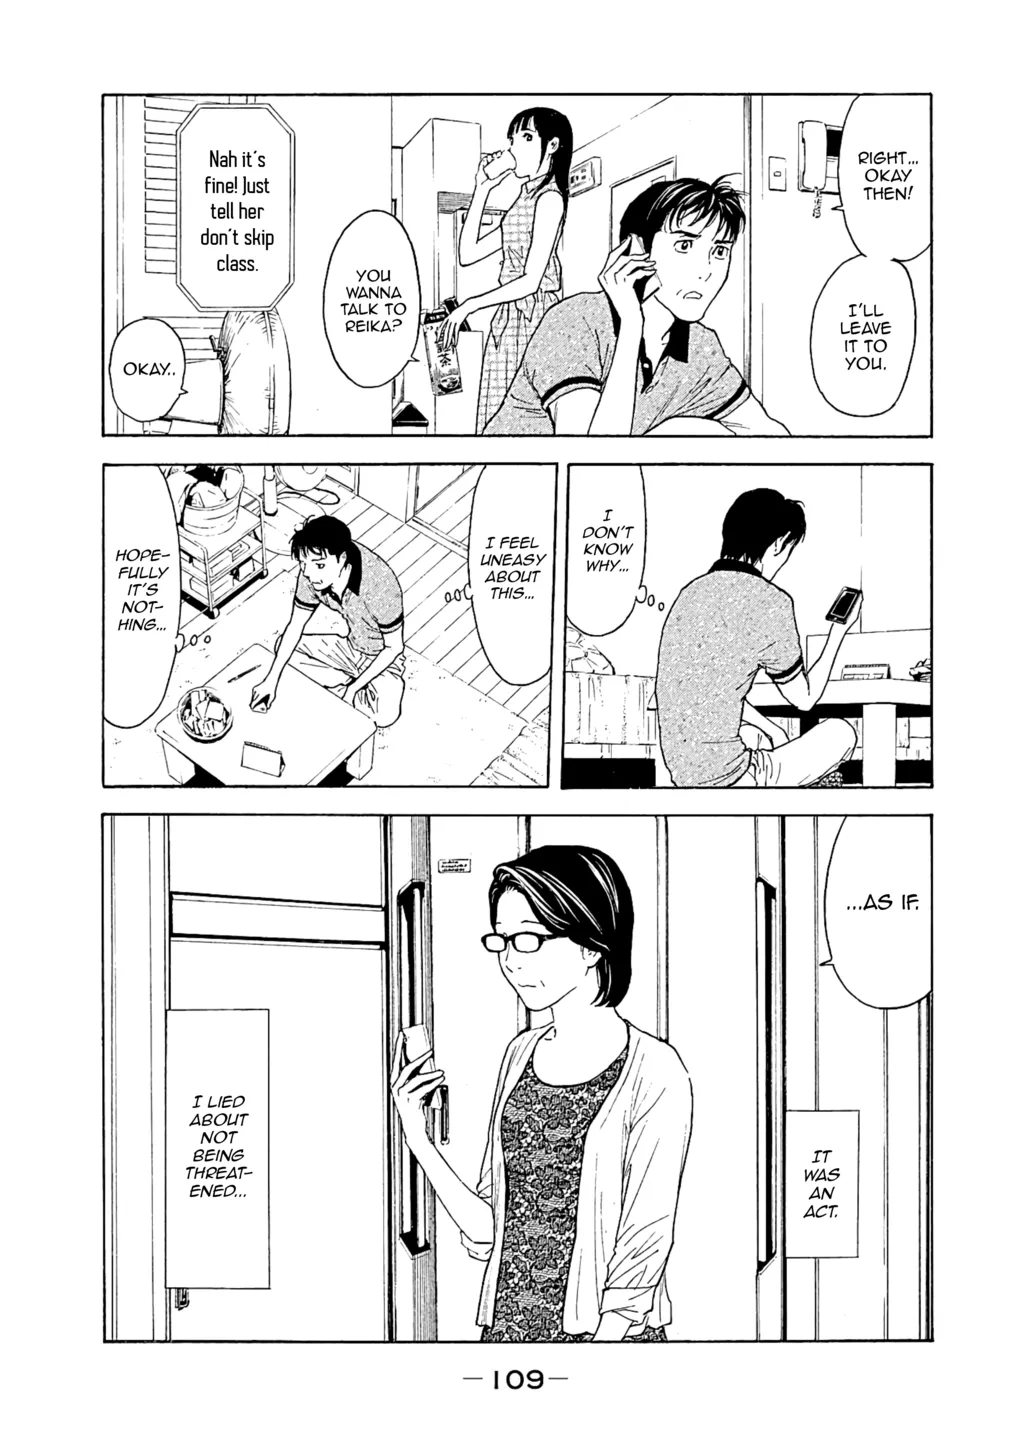 RIGHT...
OKAY
THEN!
I'LL
LEAVE
IT TO
YOU.
YOU
WANNA
TALK TO
REIKA?
Nah it's
fine! Just
tell her
don't skip
class.
OKAY..
茶
I
DON'T
KNOW
WHY...
I FEEL
UNEASY
ABOUT
THIS...
HOPE-
FULLY
IT'S
NOT-
HING...
...AS IF.
IT
WAS
AN
ACT.
I LIED
ABOUT
NOT
BEING
THREAT-
ENED...
—109—